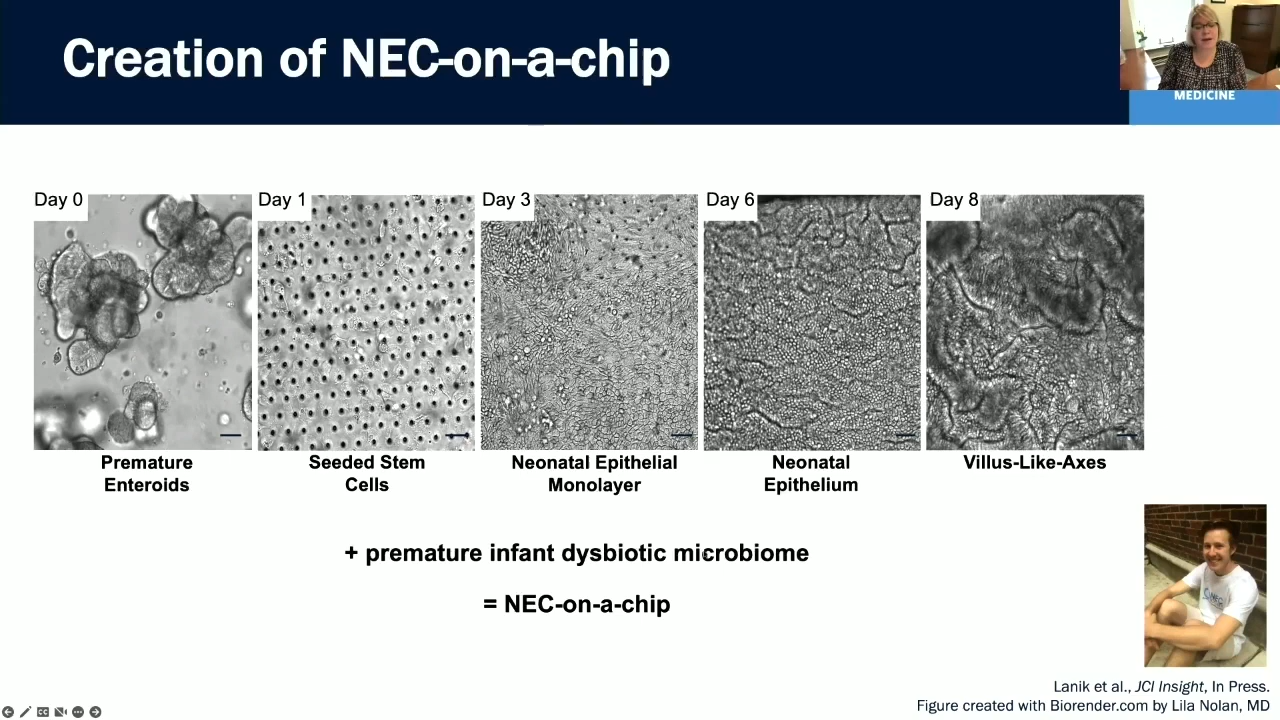 Creation of NEC-on-a-chip
MEDICINE
Day 0
Day 1
Day 3
Day 6
Day 8
Premature
Enteroids
Seeded Stem
Cells
Neonatal Epithelial
Monolayer
Neonatal
Epithelium
Villus-Like-Axes
+ premature infant dysbiotic microbiome
= NEC-on-a-chip
NEC
Lanik et al., JCI Insight, In Press.
Figure created with Biorender.com by Lila Nolan, MD